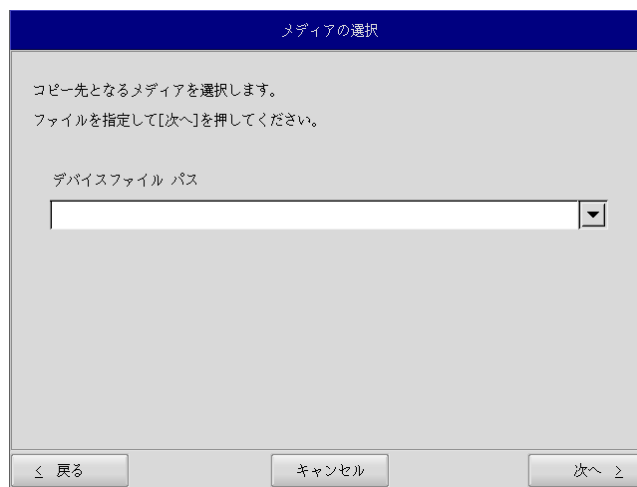 メディアの選択
コピー先となるメディアを選択します。
ファイルを指定して[次へ]を押してください。
デバイスファイル パス
< 戻る
キャンセル
次へ >